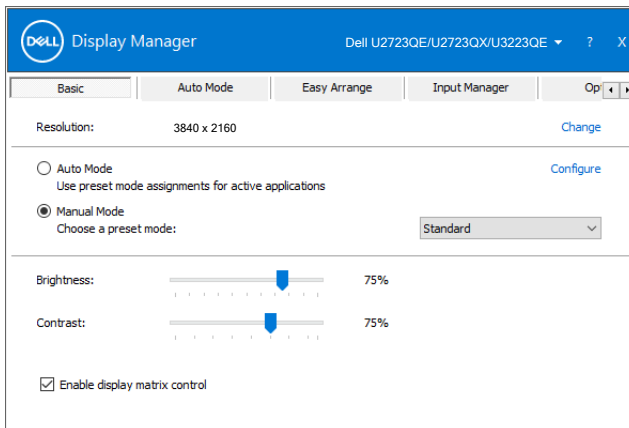 DELL Display Manager Dell U2723QE/U2723QX/U3223QE ? X
Basic Auto Mode Easy Arrange Input Manager Op
Resolution: 3840 x 2160 Change
Auto Mode Configure
Use preset mode assignments for active applications
Manual Mode
Choose a preset mode: Standard
Brightness: 75%
Contrast: 75%
Enable display matrix control